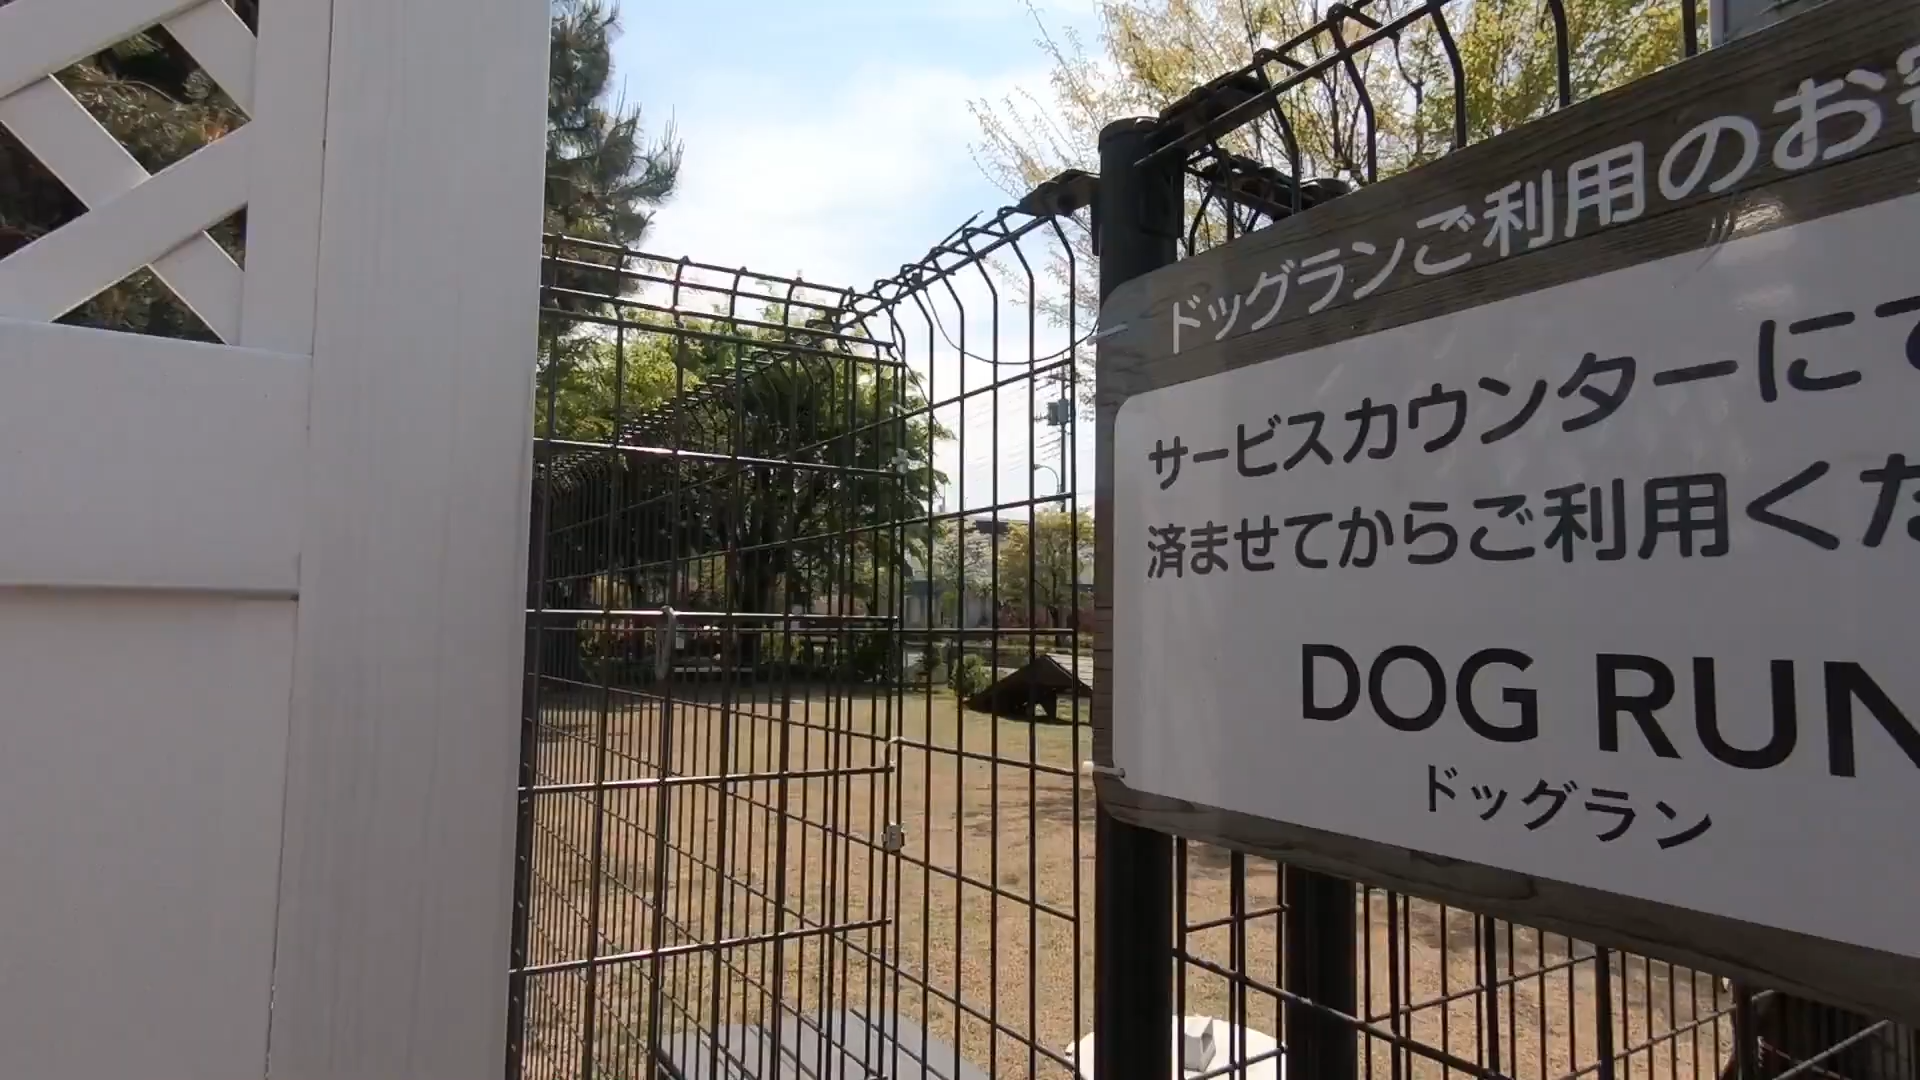 ドッグランご利用のお
サービスカウンターにて
済ませてからご利用くだ
DOG RUN
ドッグラン